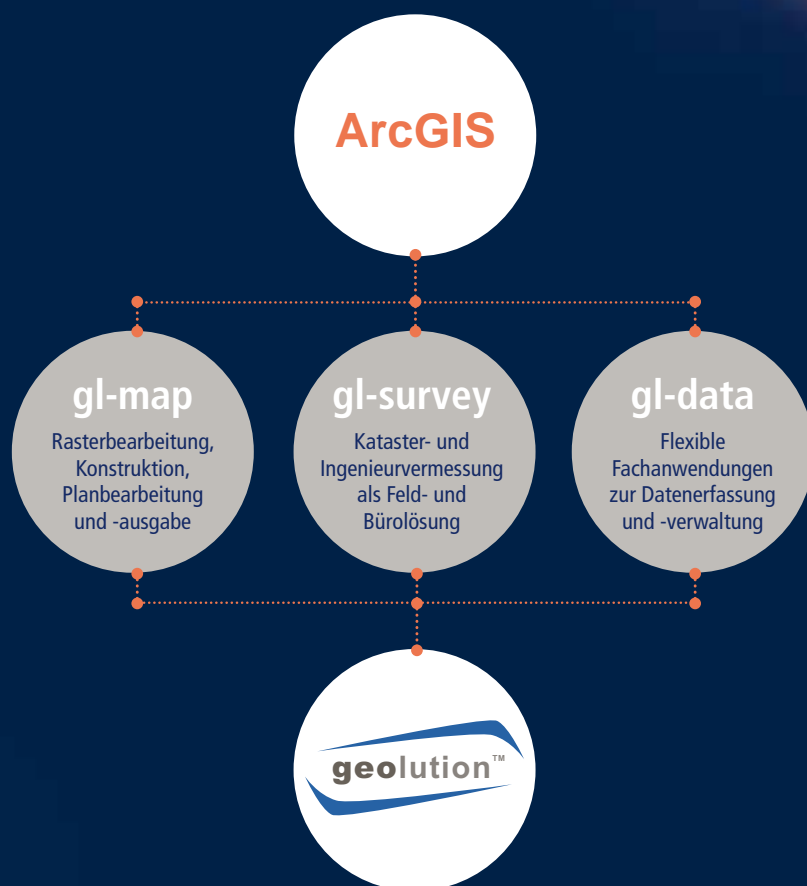 ArcGIS
gl-map
Rasterbearbeitung,
Konstruktion,
Planbearbeitung
und -ausgabe
gl-survey
Kataster- und
Ingenieurvermessung
als Feld- und
Bürolösung
gl-data
Flexible
Fachanwendungen
zur Datenerfassung
und -verwaltung
geolution™